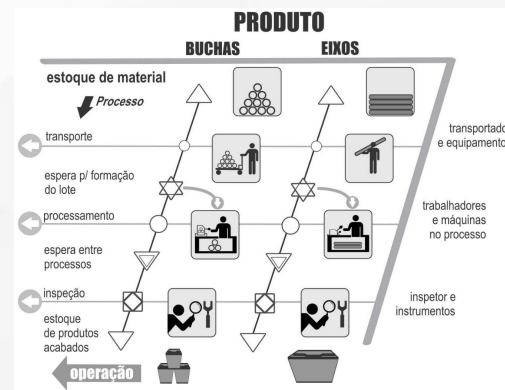 PRODUTO
BUCHAS EIXOS
estoque de material
Processo
transporte
transportado
e equipamento
espera p/ formação
do lote
processamento
trabalhadores
e máquinas
no processo
espera entre
processos
inspeção
inspetor e
instrumentos
estoque
de produtos
acabados
operação